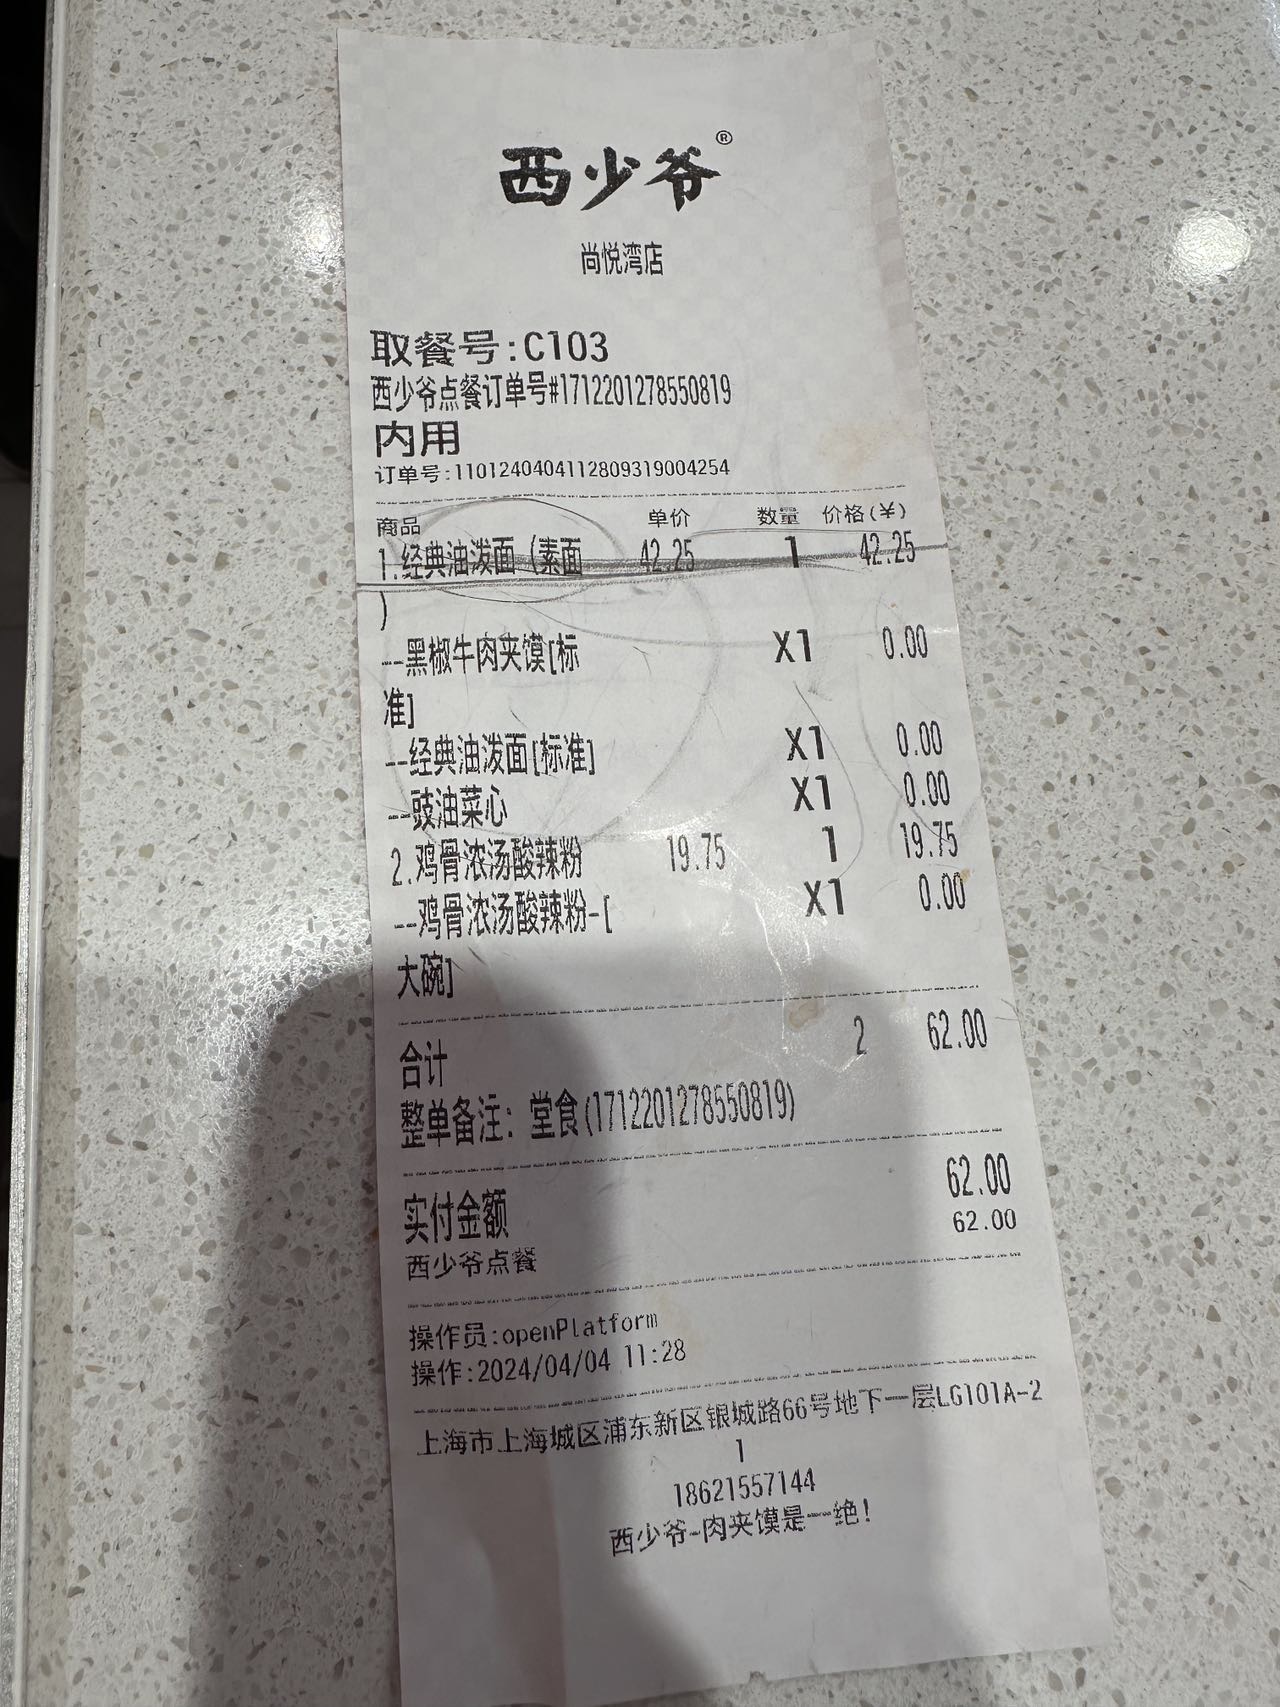 西少爷®
尚悦湾店
取餐号:C103
西少爷点餐订单号#1712201278550819
内用
订单号:1101240404112809319004254
商品 单价 数量 价格(¥)
1.经典油泼面（素面 42.25 1 42.25
）
--黑椒牛肉夹馍[标 X1 0.00
准]
--经典油泼面[标准] X1 0.00
--豉油菜心 X1 0.00
2.鸡骨浓汤酸辣粉 19.75 1 19.75
--鸡骨浓汤酸辣粉-[ X1 0.00
大碗]
合计 2 62.00
整单备注：堂食(1712201278550819)
实付金额 62.00
西少爷点餐 62.00
操作员:openPlatform
操作:2024/04/04 11:28
上海市上海城区浦东新区银城路66号地下一层LG101A-2
1
18621557144
西少爷-肉夹馍是一绝！